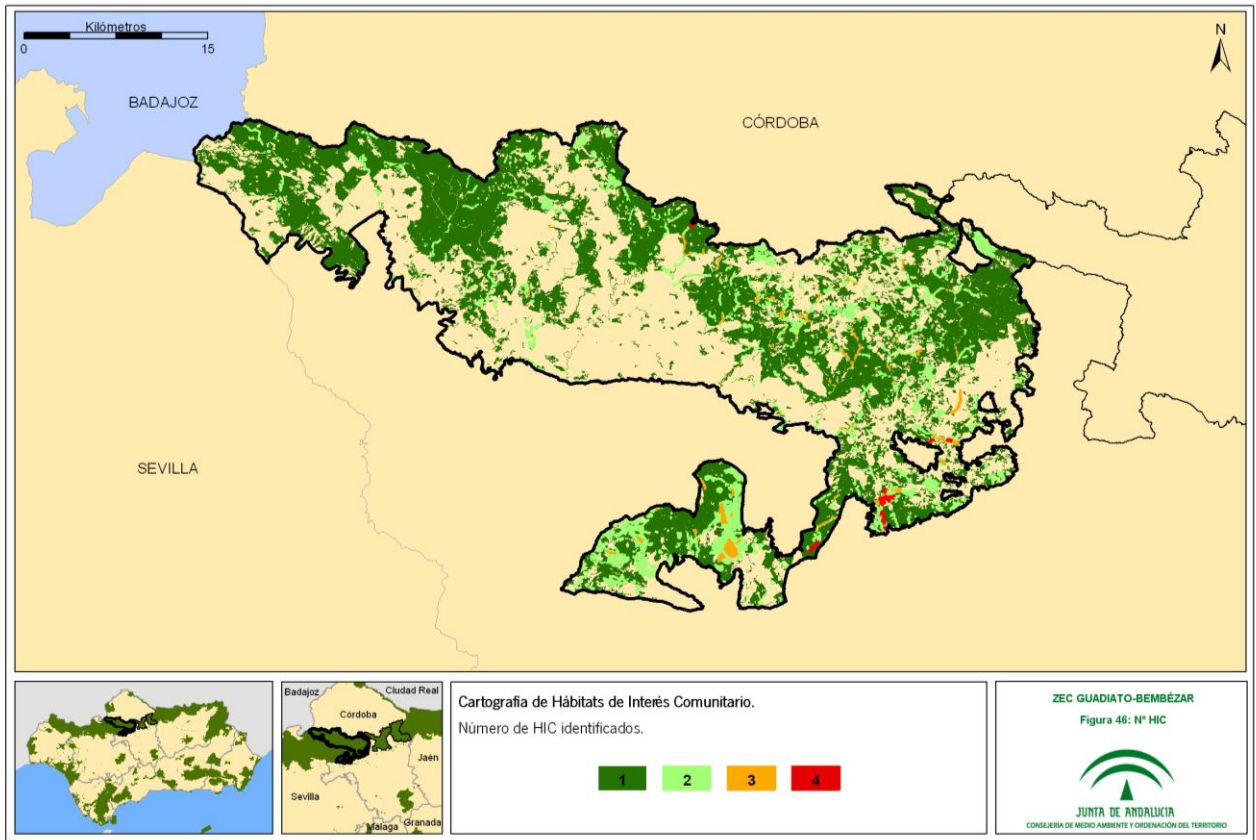 Kilómetros
0 15
N
BADAJOZ
CÓRDOBA
SEVILLA
Badajoz
Ciudad Real
Córdoba
Jaén
Sevilla
Málaga
Granada
Cartografía de Hábitats de Interés Comunitario.
Número de HIC identificados.
1 2 3 4
ZEC GUADIATO-BEMBÉZAR
Figura 46: Nº HIC
JUNTA DE ANDALUCIA
CONSEJERÍA DE MEDIO AMBIENTE Y ORDENACIÓN DEL TERRITORIO